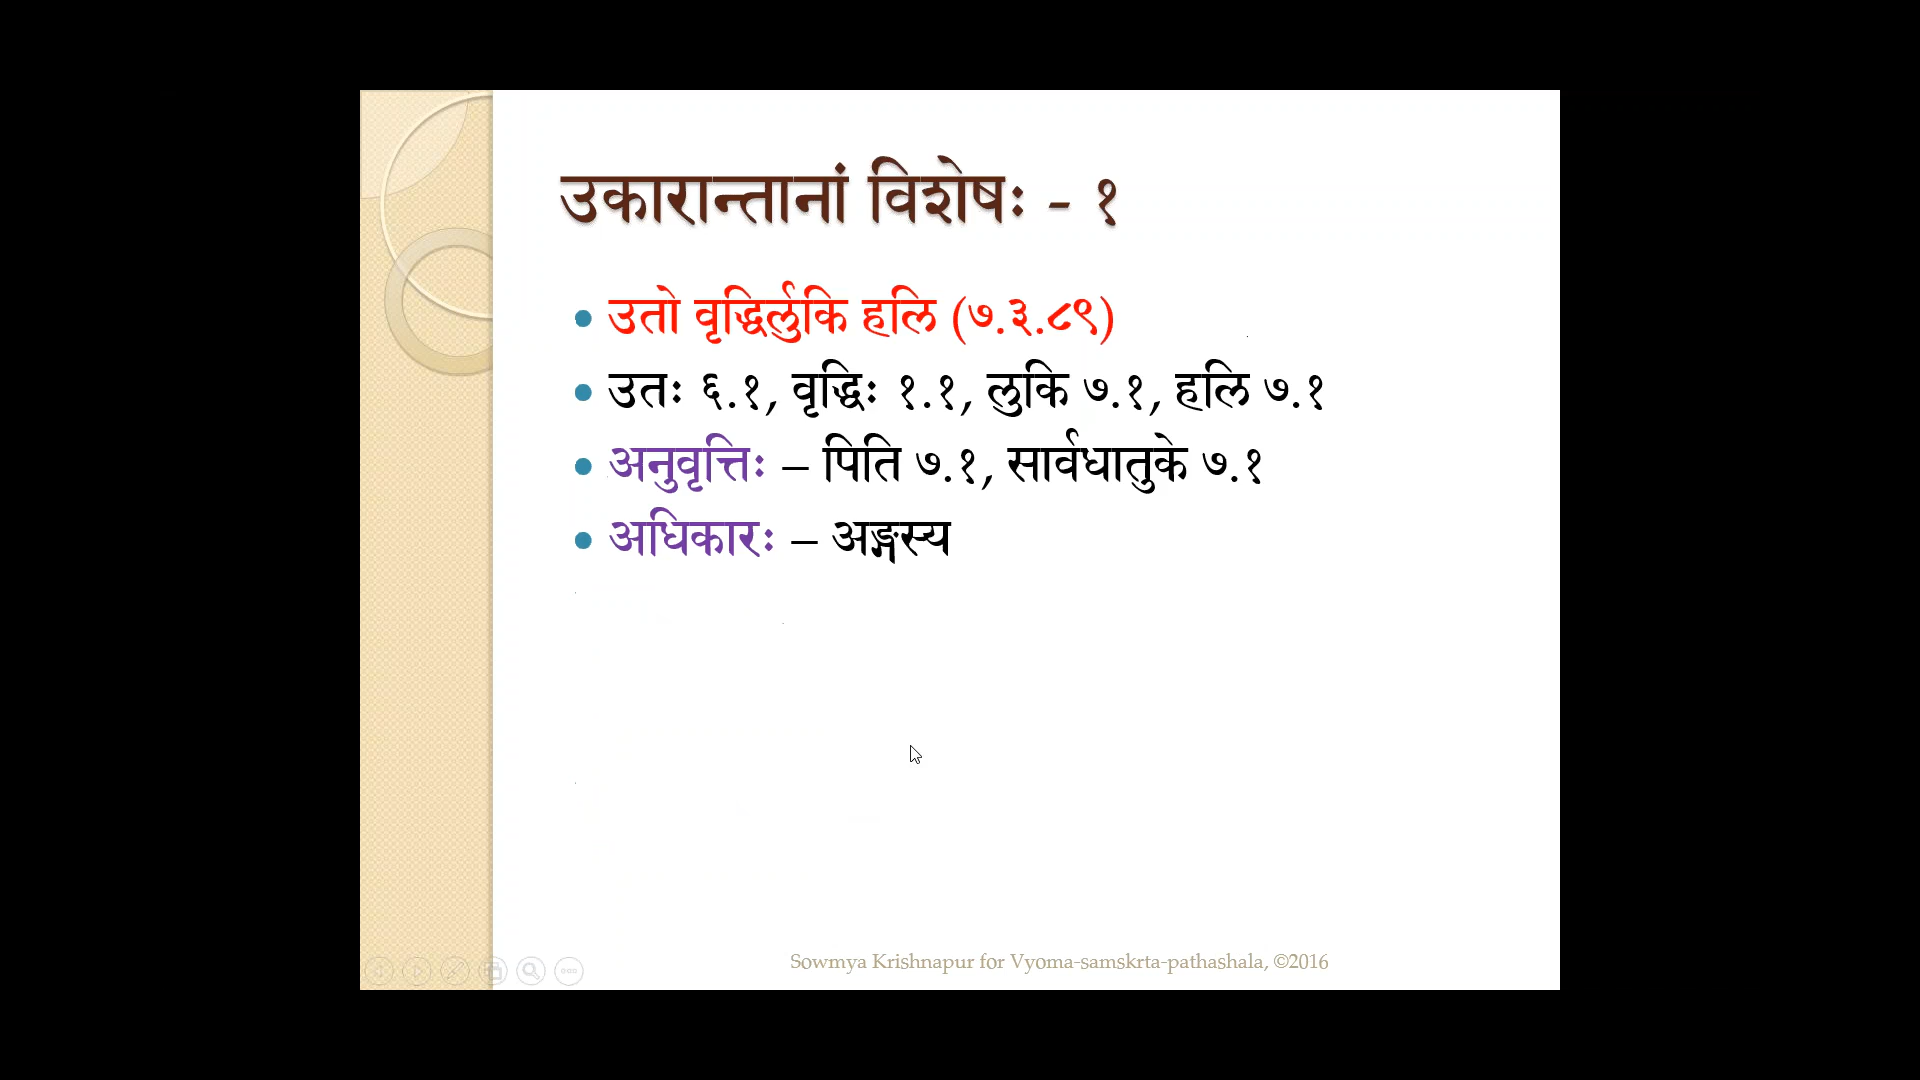 उकारान्तानां विशेषः - १
उतो वृद्धिर्लुकि हलि (७.३.८९)
उतः ६.१, वृद्धिः १.१, लुकि ७.१, हलि ७.१
अनुवृत्तिः – पिति ७.१, सार्वधातुके ७.१
अधिकारः – अङ्गस्य
Sowmya Krishnapur for Vyoma-samskrta-pathashala, ©2016